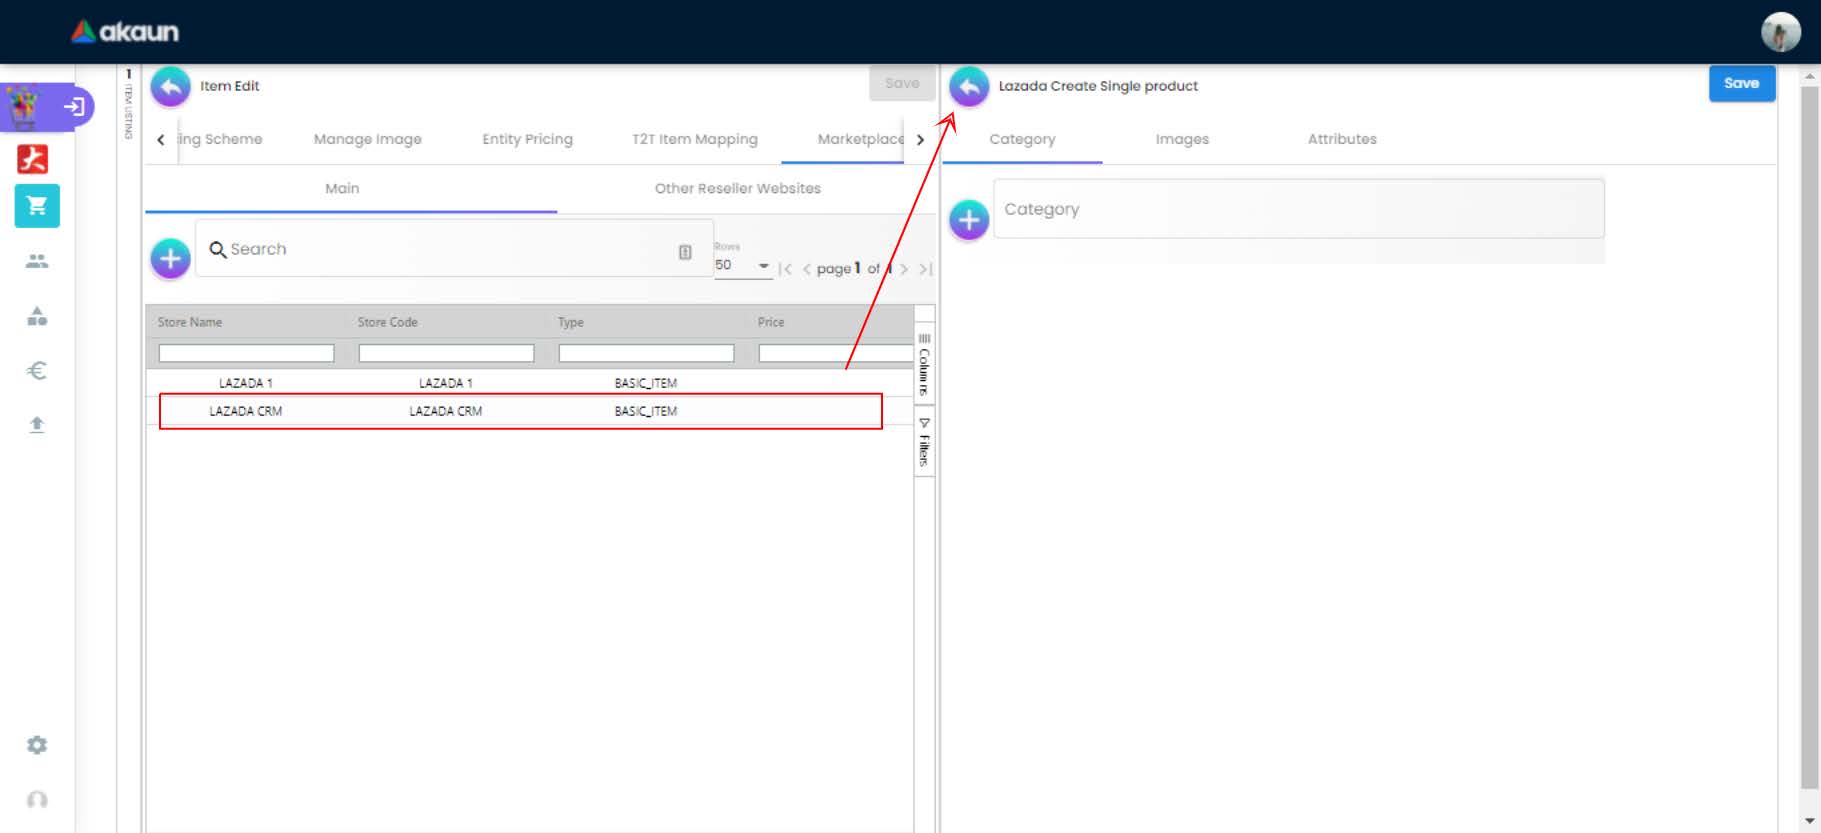 akaun
1 ITEM LISTING
Item Edit
Save
ing Scheme
Manage Image
Entity Pricing
T2T Item Mapping
Marketplace
Main
Other Reseller Websites
Search
Rows
50
page 1 of 1
Store Name
Store Code
Type
Price
LAZADA 1
LAZADA 1
BASIC_ITEM
LAZADA CRM
LAZADA CRM
BASIC_ITEM
Columns
Filters
Lazada Create Single product
Save
Category
Images
Attributes
Category